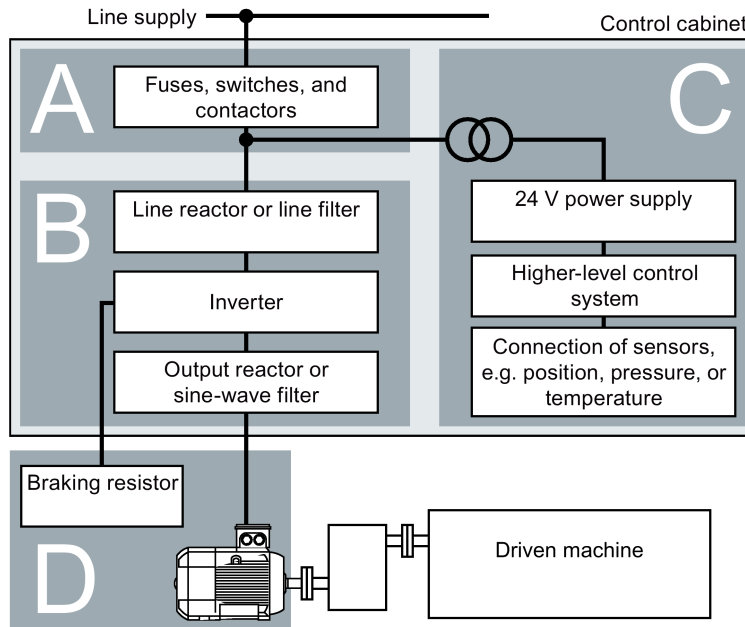 Line supply
Control cabinet
A
Fuses, switches, and
contactors
C
B
Line reactor or line filter
Inverter
Output reactor or
sine-wave filter
24 V power supply
Higher-level control
system
Connection of sensors,
e.g. position, pressure, or
temperature
Braking resistor
D
Driven machine